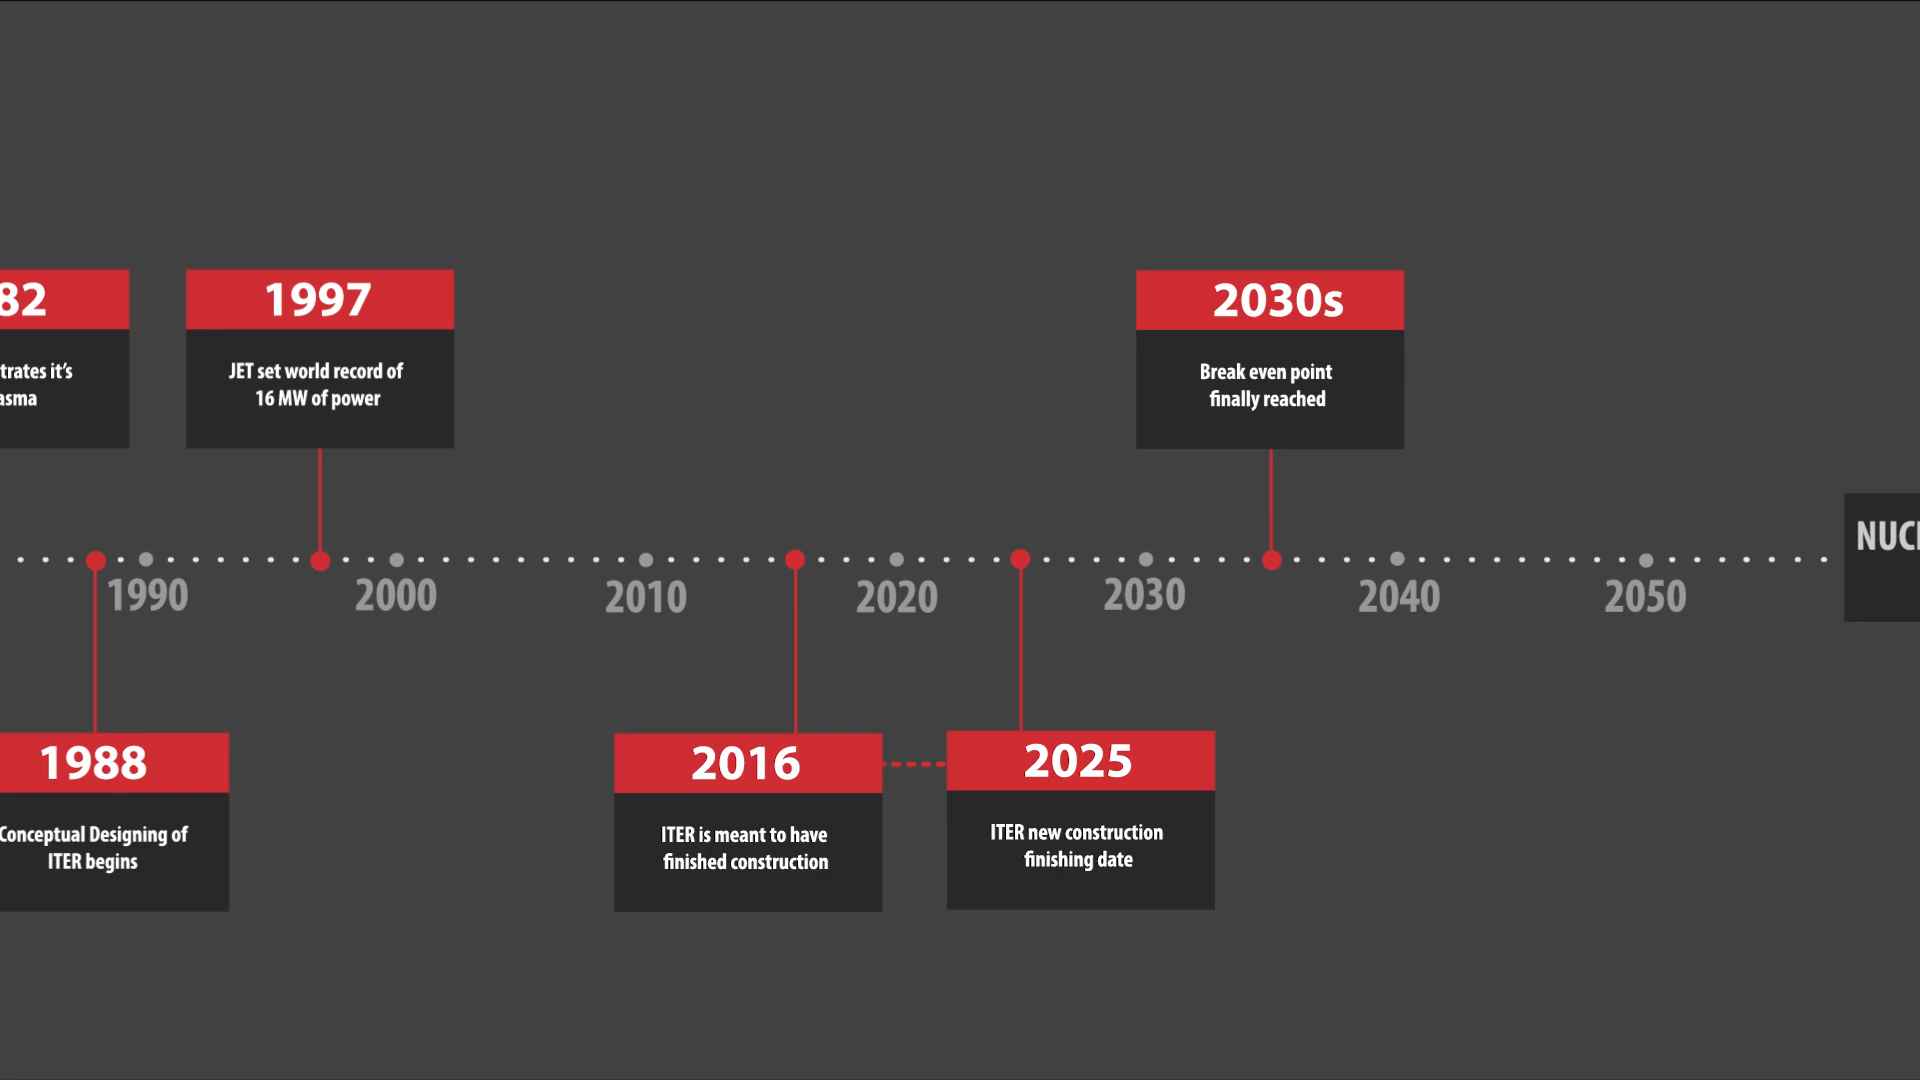 82
trates it's
asma
1997
JET set world record of
16 MW of power
2030s
Break even point
finally reached
1990
2000
2010
2020
2030
2040
2050
NUC
1988
Conceptual Designing of
ITER begins
2016
ITER is meant to have
finished construction
2025
ITER new construction
finishing date